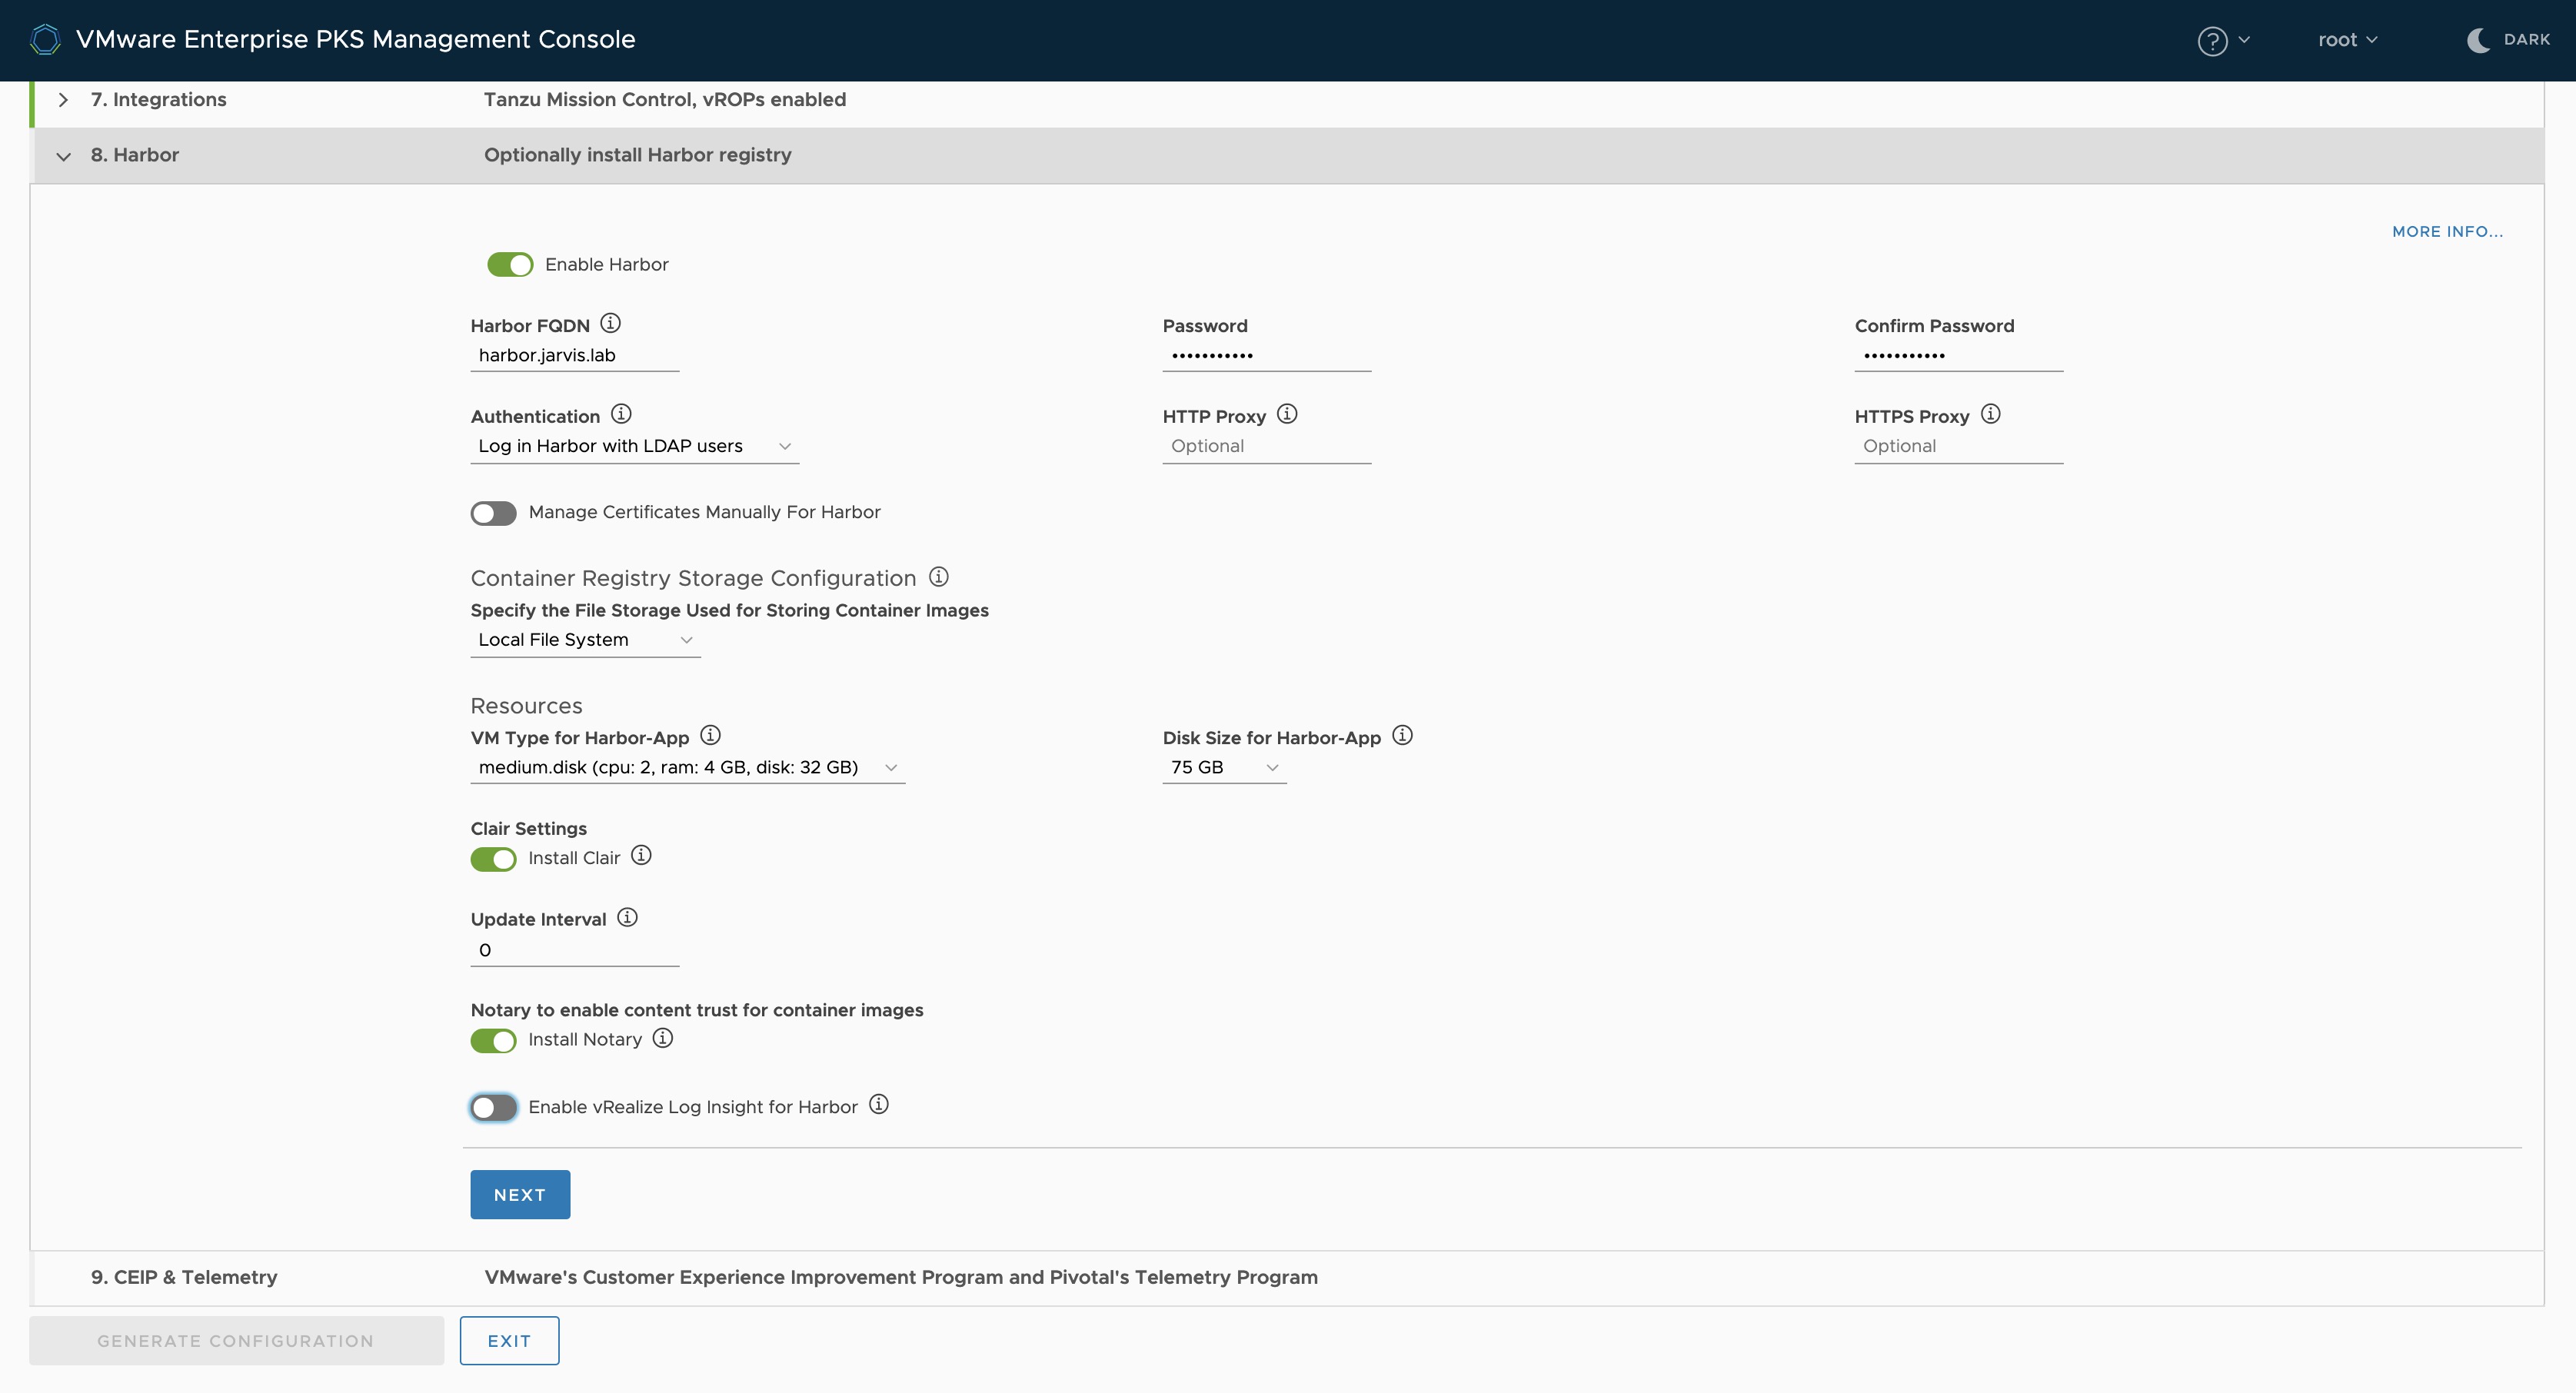 VMware Enterprise PKS Management Console
root
DARK
7. Integrations
Tanzu Mission Control, vROPs enabled
8. Harbor
Optionally install Harbor registry
MORE INFO...
Enable Harbor
Harbor FQDN
Password
Confirm Password
harbor.jarvis.lab
•••••••••••
•••••••••••
Authentication
HTTP Proxy
HTTPS Proxy
Log in Harbor with LDAP users
Optional
Optional
Manage Certificates Manually For Harbor
Container Registry Storage Configuration
Specify the File Storage Used for Storing Container Images
Local File System
Resources
VM Type for Harbor-App
Disk Size for Harbor-App
medium.disk (cpu: 2, ram: 4 GB, disk: 32 GB)
75 GB
Clair Settings
Install Clair
Update Interval
0
Notary to enable content trust for container images
Install Notary
Enable vRealize Log Insight for Harbor
NEXT
9. CEIP & Telemetry
VMware's Customer Experience Improvement Program and Pivotal's Telemetry Program
GENERATE CONFIGURATION
EXIT